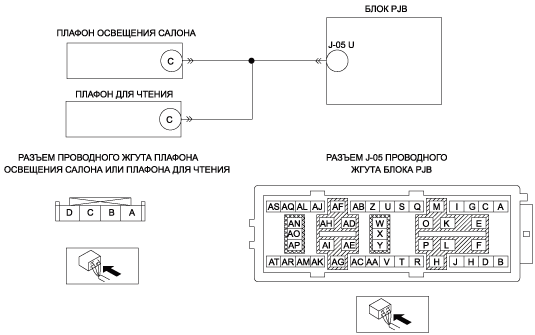 БЛОК PJB
ПЛАФОН ОСВЕЩЕНИЯ САЛОНА
J-05 U
C
ПЛАФОН ДЛЯ ЧТЕНИЯ
C
РАЗЪЕМ ПРОВОДНОГО ЖГУТА ПЛАФОНА
ОСВЕЩЕНИЯ САЛОНА ИЛИ ПЛАФОНА ДЛЯ ЧТЕНИЯ
D C B A
РАЗЪЕМ J-05 ПРОВОДНОГО
ЖГУТА БЛОКА PJB
AS AQ AL AJ AF AB Z U S Q M I G C A
AN AH AD W O K E
AO X
AP AI AE Y P L F
AT AR AM AK AG AC AA V T R H J H D B